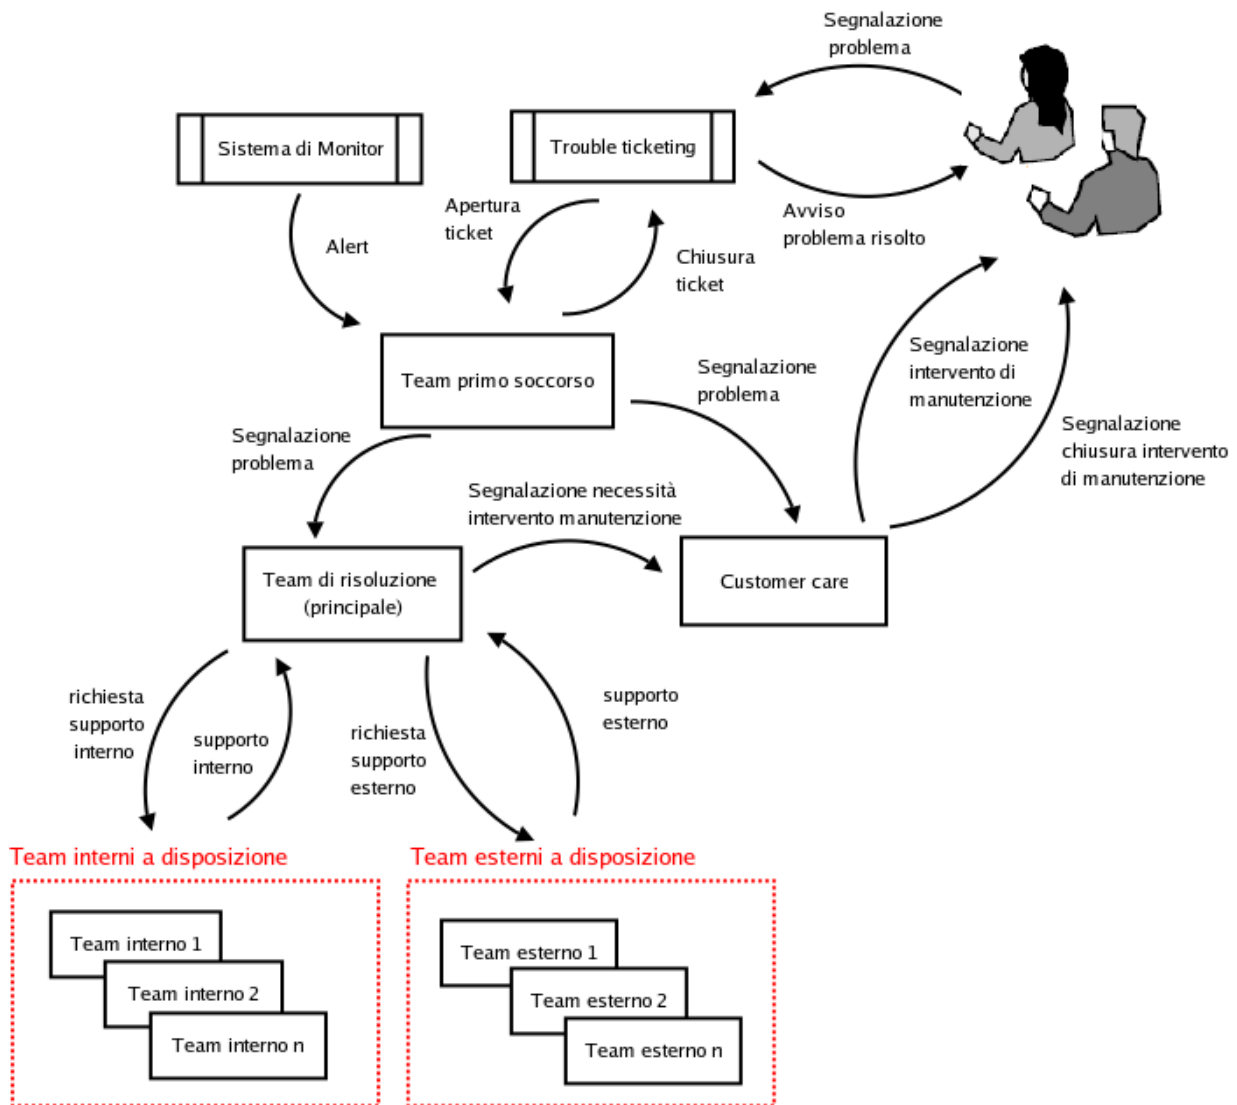 Segnalazione
problema
Sistema di Monitor
Trouble ticketing
Apertura
ticket
Avviso
problema risolto
Alert
Chiusura
ticket
Team primo soccorso
Segnalazione
problema
Segnalazione
intervento di
manutenzione
Segnalazione
chiusura intervento
di manutenzione
Segnalazione
problema
Segnalazione necessità
intervento manutenzione
Team di risoluzione
(principale)
Customer care
richiesta
supporto
interno
supporto
interno
richiesta
supporto
esterno
supporto
esterno
Team interni a disposizione
Team esterni a disposizione
Team interno 1
Team interno 2
Team interno n
Team esterno 1
Team esterno 2
Team esterno n